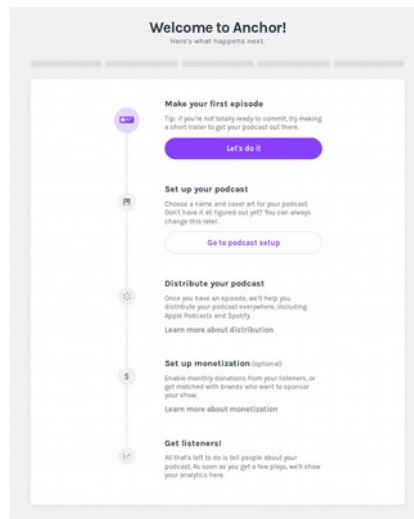 Welcome to Anchor!
Here's what happens next.
Make your first episode
Tip: if you're not totally ready to commit, try making
a short trailer to get your podcast out there.
Let's do it
Set up your podcast
Choose a name and cover art for your podcast.
Don't have it all figured out yet? You can always
change this later.
Go to podcast setup
Distribute your podcast
Once you have an episode, we'll help you
distribute your podcast everywhere, including
Apple Podcasts and Spotify.
Learn more about distribution
$
Set up monetization (optional)
Enable monthly donations from your listeners, or
get matched with brands who want to sponsor
your show.
Learn more about monetization
Get listeners!
All that's left to do is tell people about your
podcast. As soon as you get a few plays, we'll show
your analytics here.